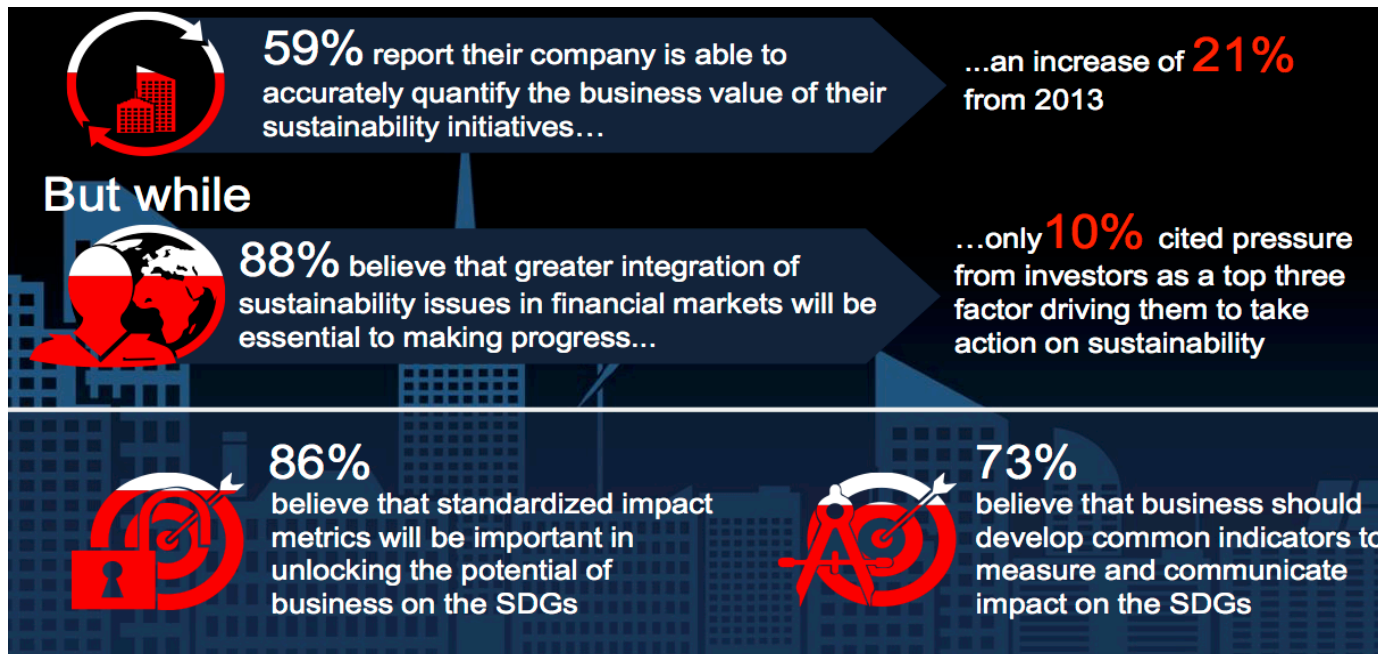 59% report their company is able to
accurately quantify the business value of their
sustainability initiatives…
...an increase of 21%
from 2013
But while
88% believe that greater integration of
sustainability issues in financial markets will be
essential to making progress...
…only 10% cited pressure
from investors as a top three
factor driving them to take
action on sustainability
86%
believe that standardized impact
metrics will be important in
unlocking the potential of
business on the SDGs
73%
believe that business should
develop common indicators to
measure and communicate
impact on the SDGs